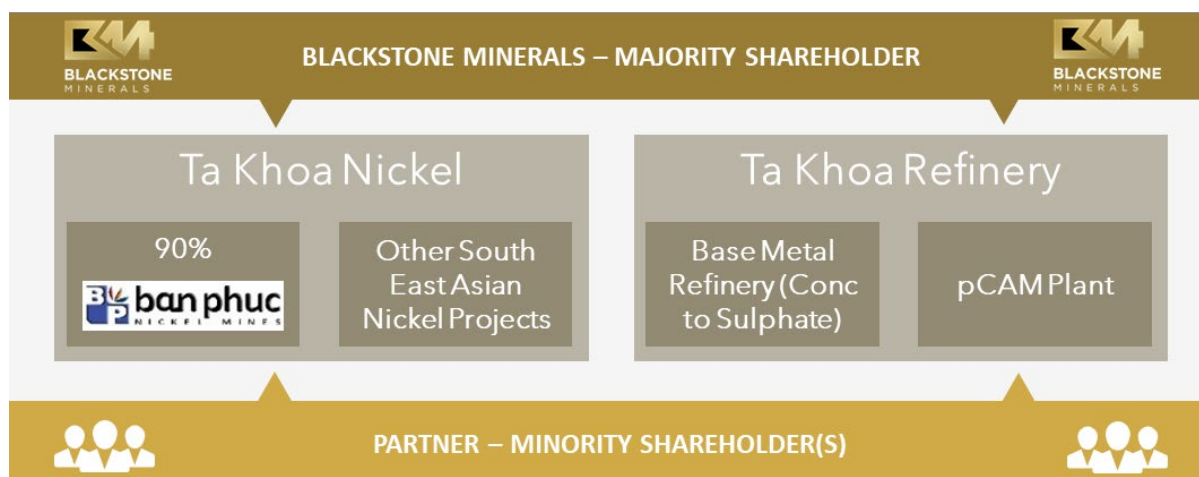 BLACKSTONE
MINERALS
BLACKSTONE MINERALS – MAJORITY SHAREHOLDER
BLACKSTONE
MINERALS
Ta Khoa Nickel
90%
BP ban phuc
NICKEL MINES
Other South
East Asian
Nickel Projects
Ta Khoa Refinery
Base Metal
Refinery (Conc
to Sulphate)
pCAM Plant
PARTNER – MINORITY SHAREHOLDER(S)